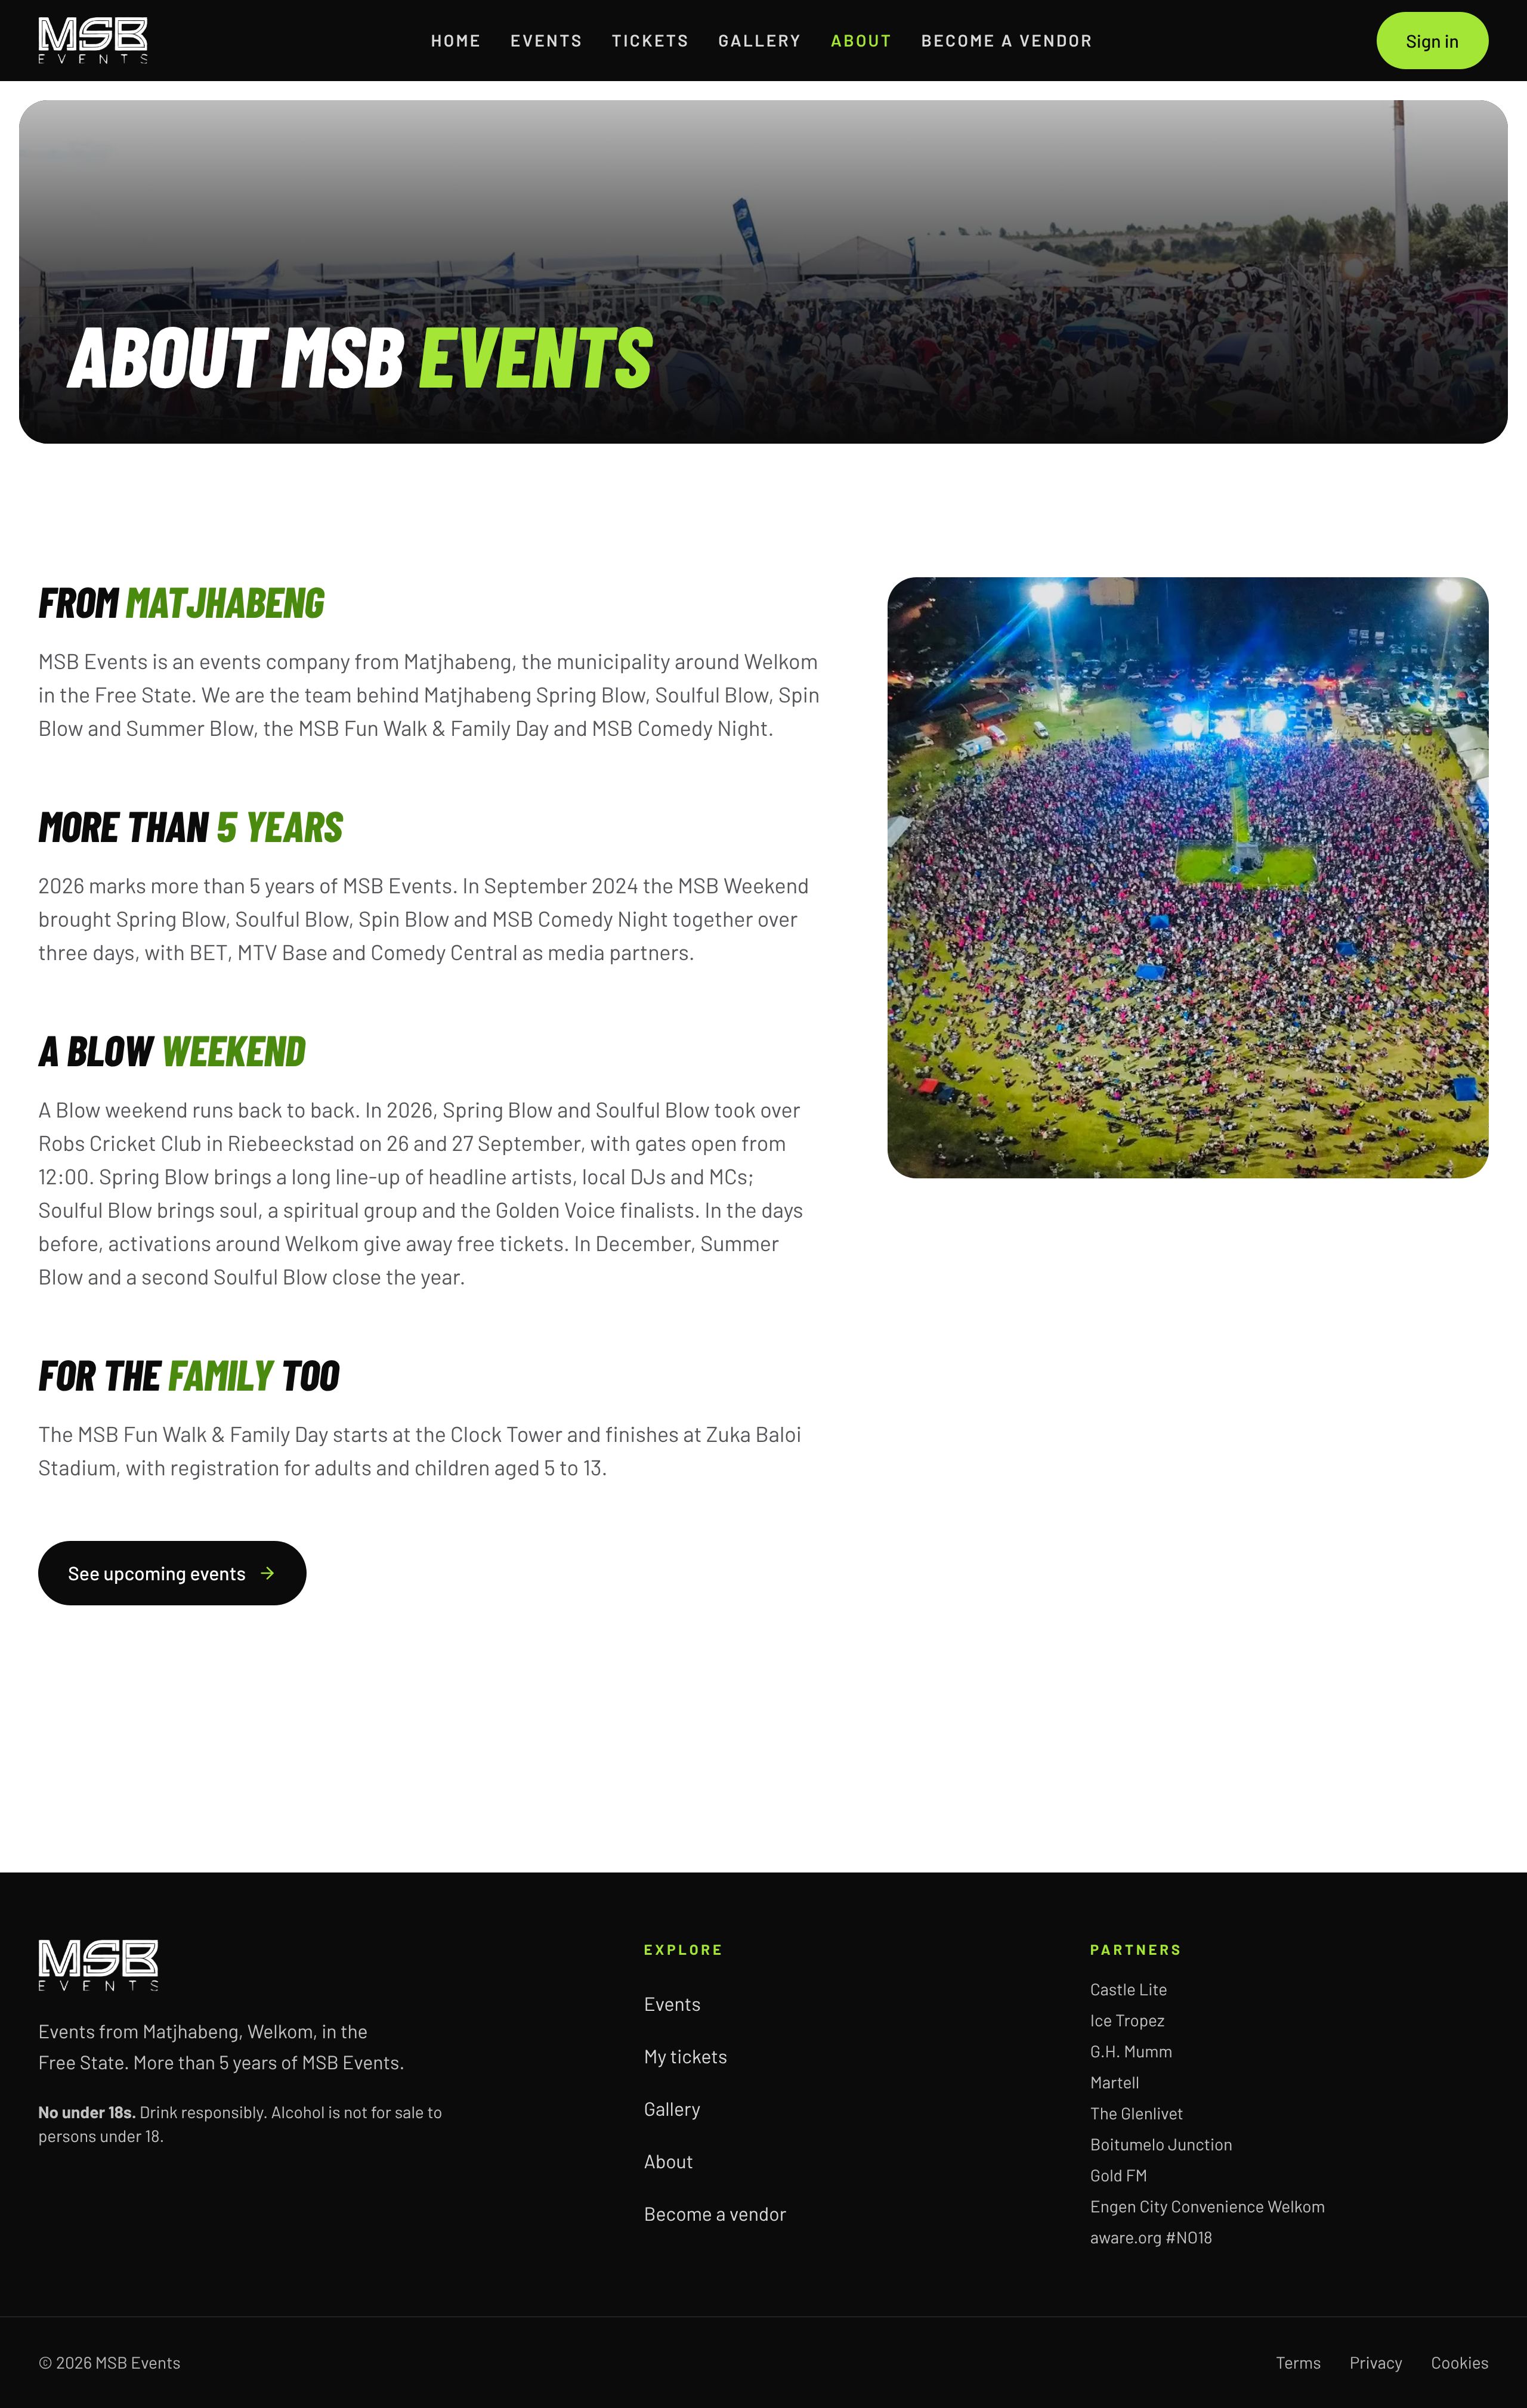 MSB
EVENTS
HOME
EVENTS
TICKETS
GALLERY
ABOUT
BECOME A VENDOR
Sign in
ABOUT MSB EVENTS
FROM MATJHABENG
MSB Events is an events company from Matjhabeng, the municipality around Welkom
in the Free State. We are the team behind Matjhabeng Spring Blow, Soulful Blow, Spin
Blow and Summer Blow, the MSB Fun Walk & Family Day and MSB Comedy Night.
MORE THAN 5 YEARS
2026 marks more than 5 years of MSB Events. In September 2024 the MSB Weekend
brought Spring Blow, Soulful Blow, Spin Blow and MSB Comedy Night together over
three days, with BET, MTV Base and Comedy Central as media partners.
A BLOW WEEKEND
A Blow weekend runs back to back. In 2026, Spring Blow and Soulful Blow took over
Robs Cricket Club in Riebeeckstad on 26 and 27 September, with gates open from
12:00. Spring Blow brings a long line-up of headline artists, local DJs and MCs;
Soulful Blow brings soul, a spiritual group and the Golden Voice finalists. In the days
before, activations around Welkom give away free tickets. In December, Summer
Blow and a second Soulful Blow close the year.
FOR THE FAMILY TOO
The MSB Fun Walk & Family Day starts at the Clock Tower and finishes at Zuka Baloi
Stadium, with registration for adults and children aged 5 to 13.
See upcoming events →
MSB
EVENTS
Events from Matjhabeng, Welkom, in the
Free State. More than 5 years of MSB Events.
No under 18s. Drink responsibly. Alcohol is not for sale to
persons under 18.
EXPLORE
Events
My tickets
Gallery
About
Become a vendor
PARTNERS
Castle Lite
Ice Tropez
G.H. Mumm
Martell
The Glenlivet
Boitumelo Junction
Gold FM
Engen City Convenience Welkom
aware.org #NO18
© 2026 MSB Events
Terms
Privacy
Cookies